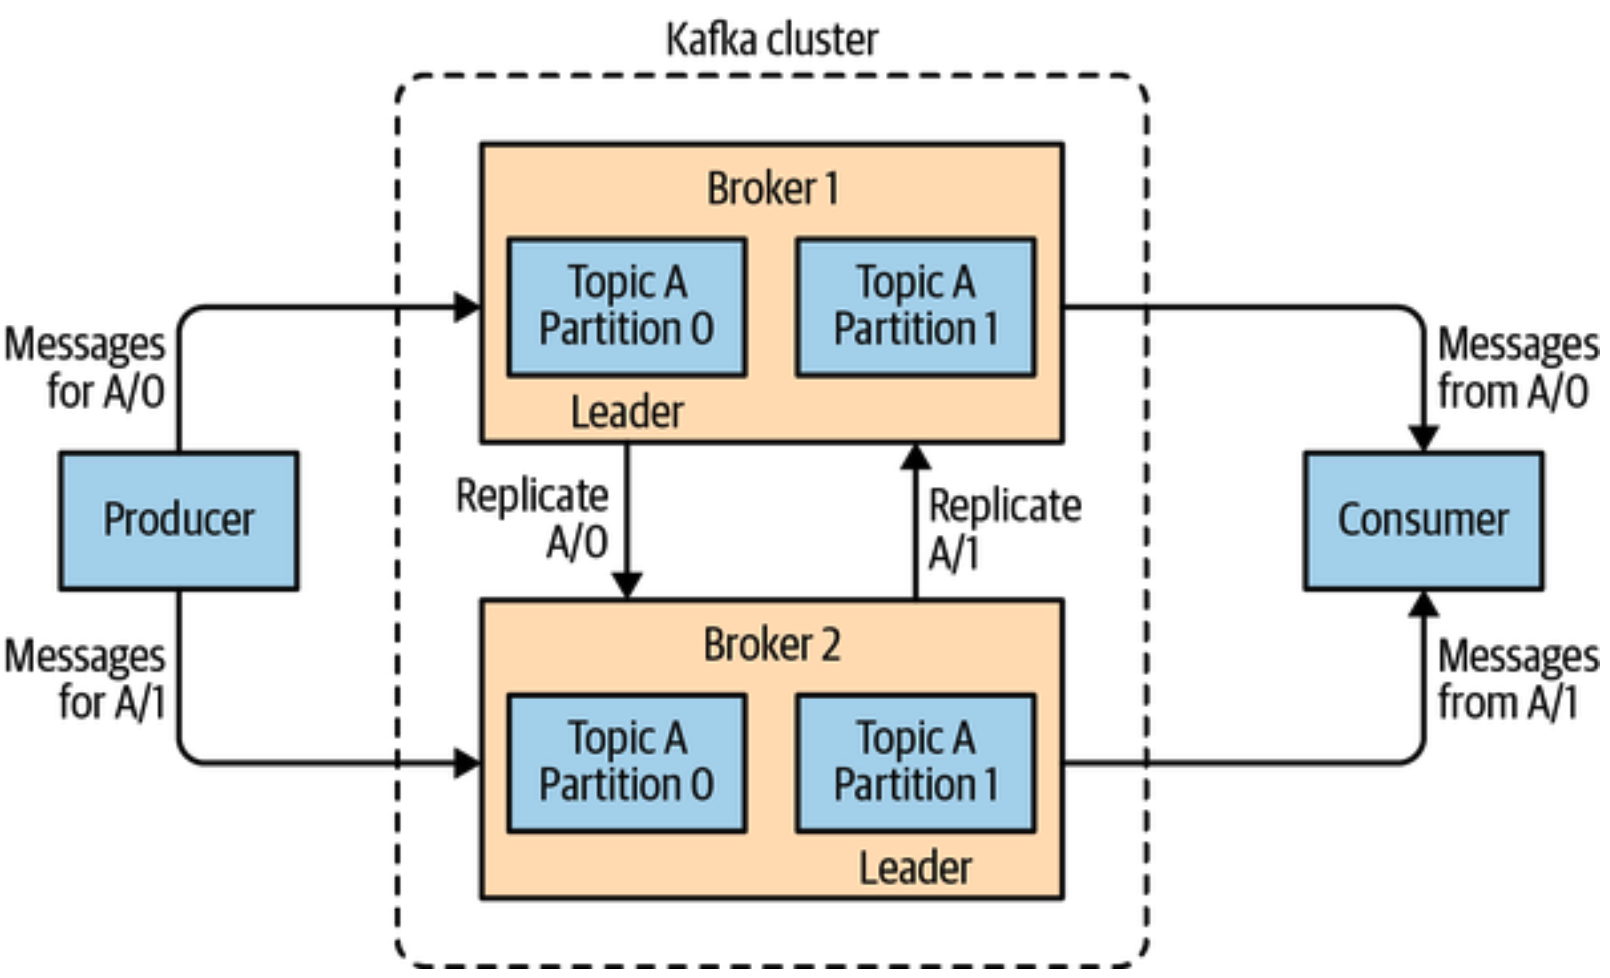 Kafka cluster
Broker 1
Topic A
Partition 0
Topic A
Partition 1
Leader
Messages
for A/0
Messages
from A/0
Producer
Replicate
A/0
Replicate
A/1
Consumer
Messages
for A/1
Messages
from A/1
Broker 2
Topic A
Partition 0
Topic A
Partition 1
Leader